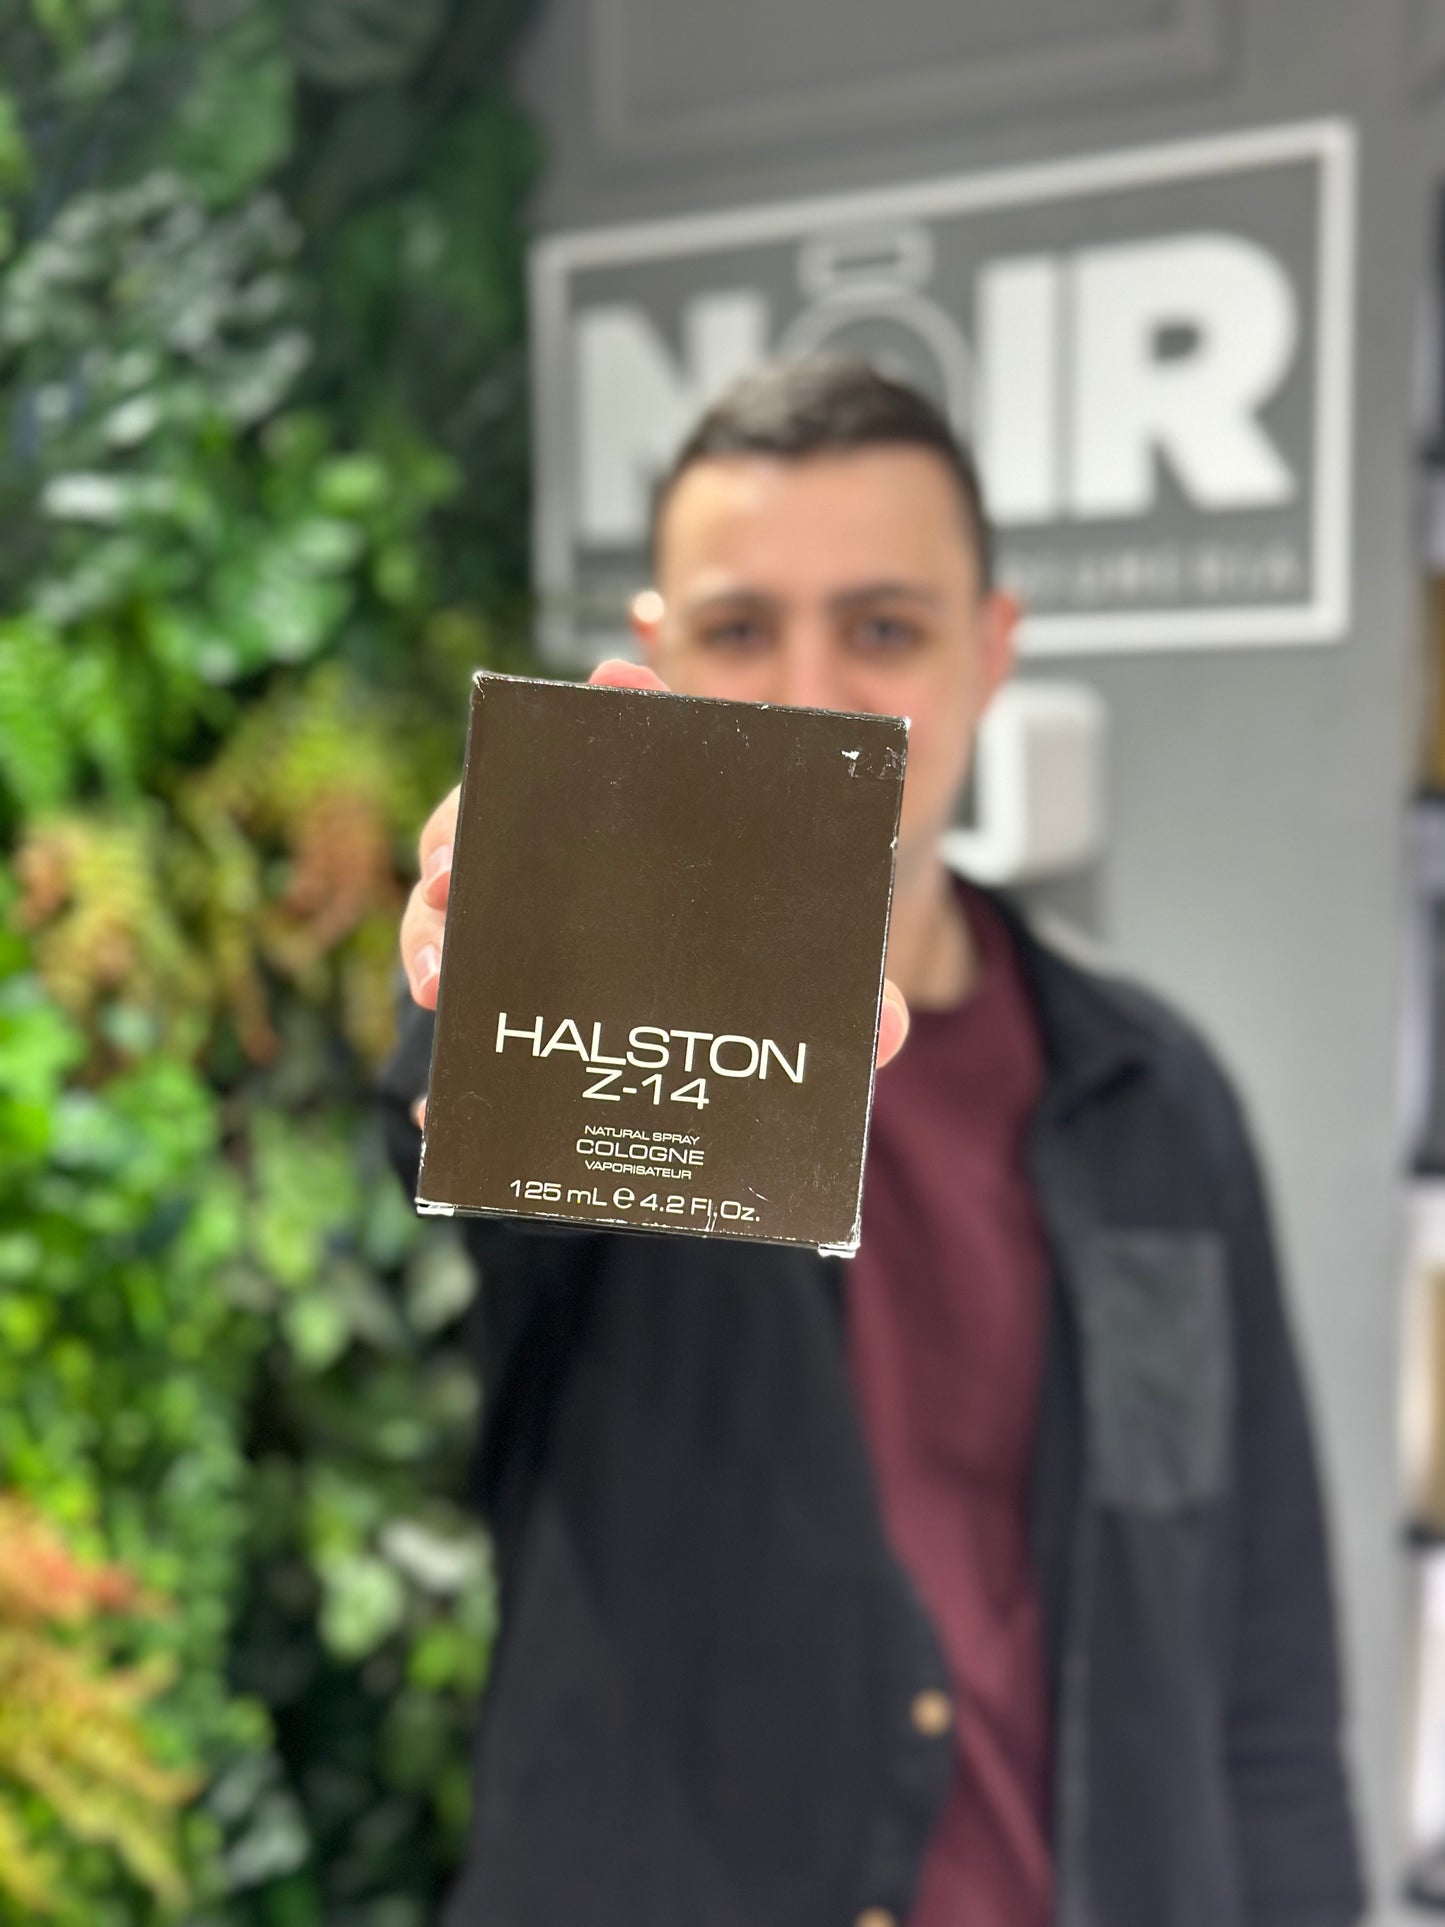 NOIR
HALSTON
Z-14
NATURAL SPRAY
COLOGNE
VAPORISATEUR
125 mL e 4.2 Fl.Oz.